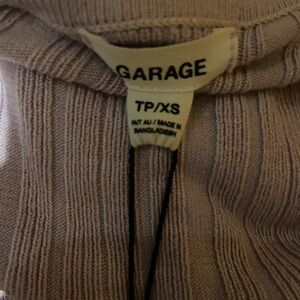 GARAGE
TP/XS
FAIT AU / MADE IN
BANGLADESH